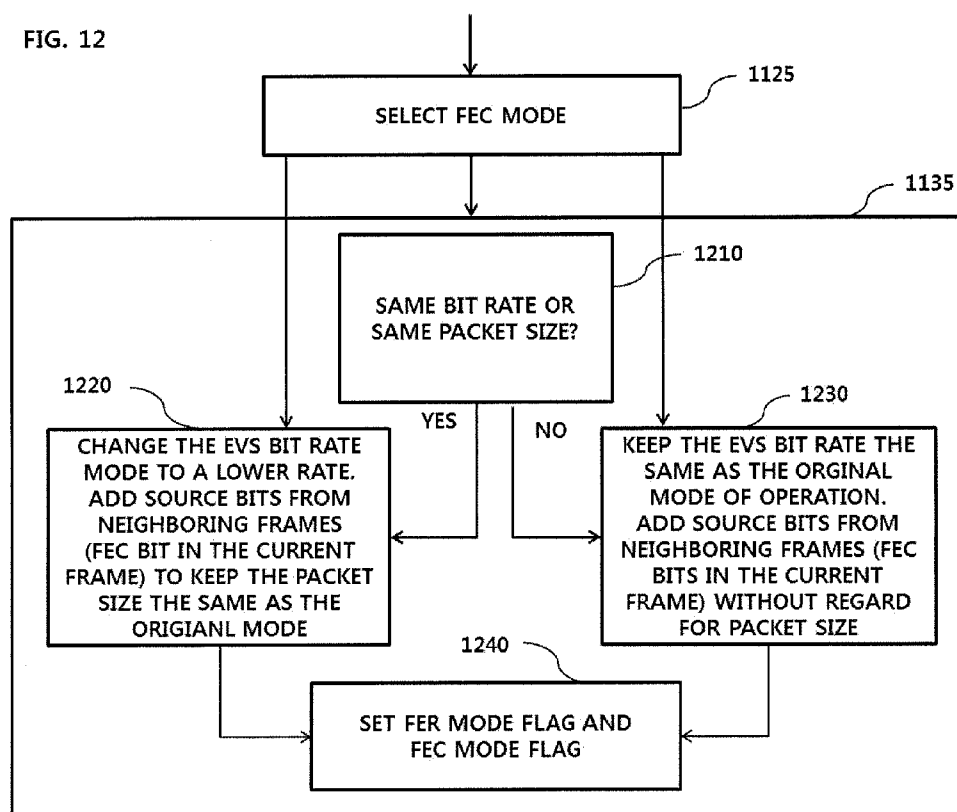 FIG. 12
1125
SELECT FEC MODE
1135
1210
SAME BIT RATE OR
SAME PACKET SIZE?
1220
YES
NO
1230
CHANGE THE EVS BIT RATE
MODE TO A LOWER RATE.
ADD SOURCE BITS FROM
NEIGHBORING FRAMES
(FEC BIT IN THE CURRENT
FRAME) TO KEEP THE PACKET
SIZE THE SAME AS THE
ORIGIANL MODE
KEEP THE EVS BIT RATE THE
SAME AS THE ORGINAL
MODE OF OPERATION.
ADD SOURCE BITS FROM
NEIGHBORING FRAMES (FEC
BITS IN THE CURRENT
FRAME) WITHOUT REGARD
FOR PACKET SIZE
1240
SET FER MODE FLAG AND
FEC MODE FLAG